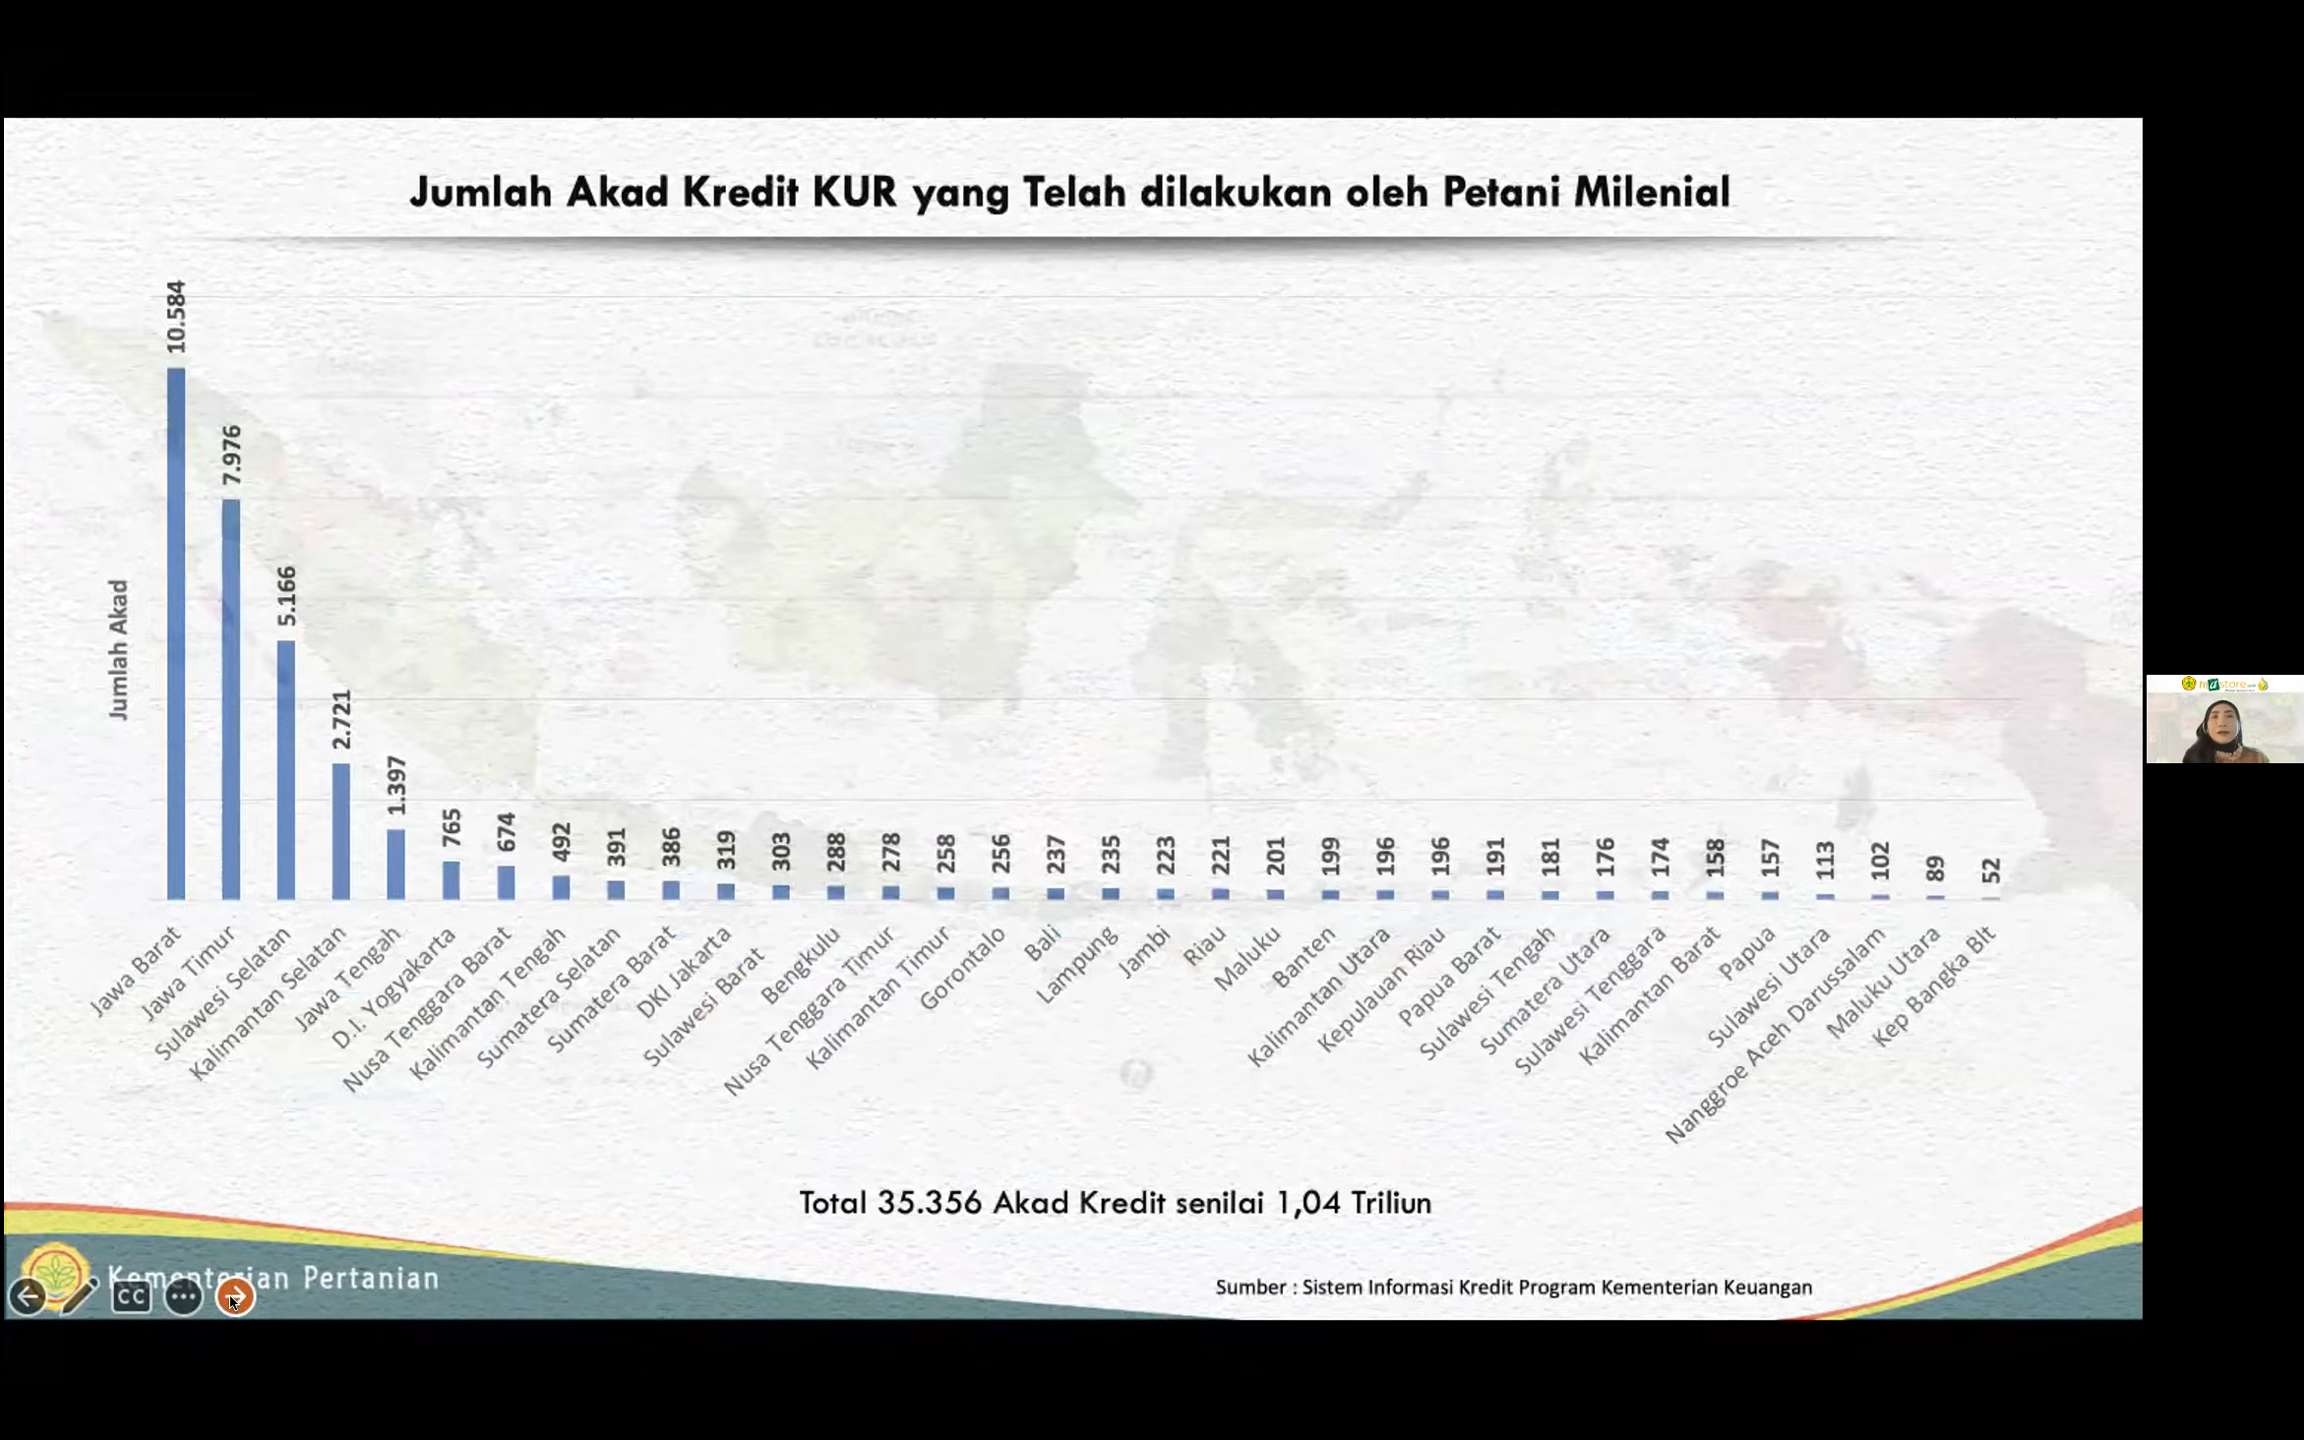 Jumlah Akad Kredit KUR yang Telah dilakukan oleh Petani Milenial
Jumlah Akad
10.584
7.976
5.166
2.721
1.397
765
674
492
391
386
319
303
288
278
258
256
237
235
223
221
201
199
196
196
191
181
176
174
158
157
113
102
89
52
Jawa Barat
Jawa Timur
Sulawesi Selatan
Kalimantan Selatan
Jawa Tengah
D.I. Yogyakarta
Nusa Tenggara Barat
Kalimantan Tengah
Sumatera Selatan
Sumatera Barat
DKI Jakarta
Sulawesi Barat
Bengkulu
Nusa Tenggara Timur
Kalimantan Timur
Gorontalo
Bali
Lampung
Jambi
Riau
Maluku
Banten
Kalimantan Utara
Kepulauan Riau
Papua Barat
Sulawesi Tengah
Sumatera Utara
Sulawesi Tenggara
Kalimantan Barat
Papua
Sulawesi Utara
Nanggroe Aceh Darussalam
Maluku Utara
Kep Bangka Blt
Total 35.356 Akad Kredit senilai 1,04 Triliun
Kementerian Pertanian
CC
Sumber : Sistem Informasi Kredit Program Kementerian Keuangan